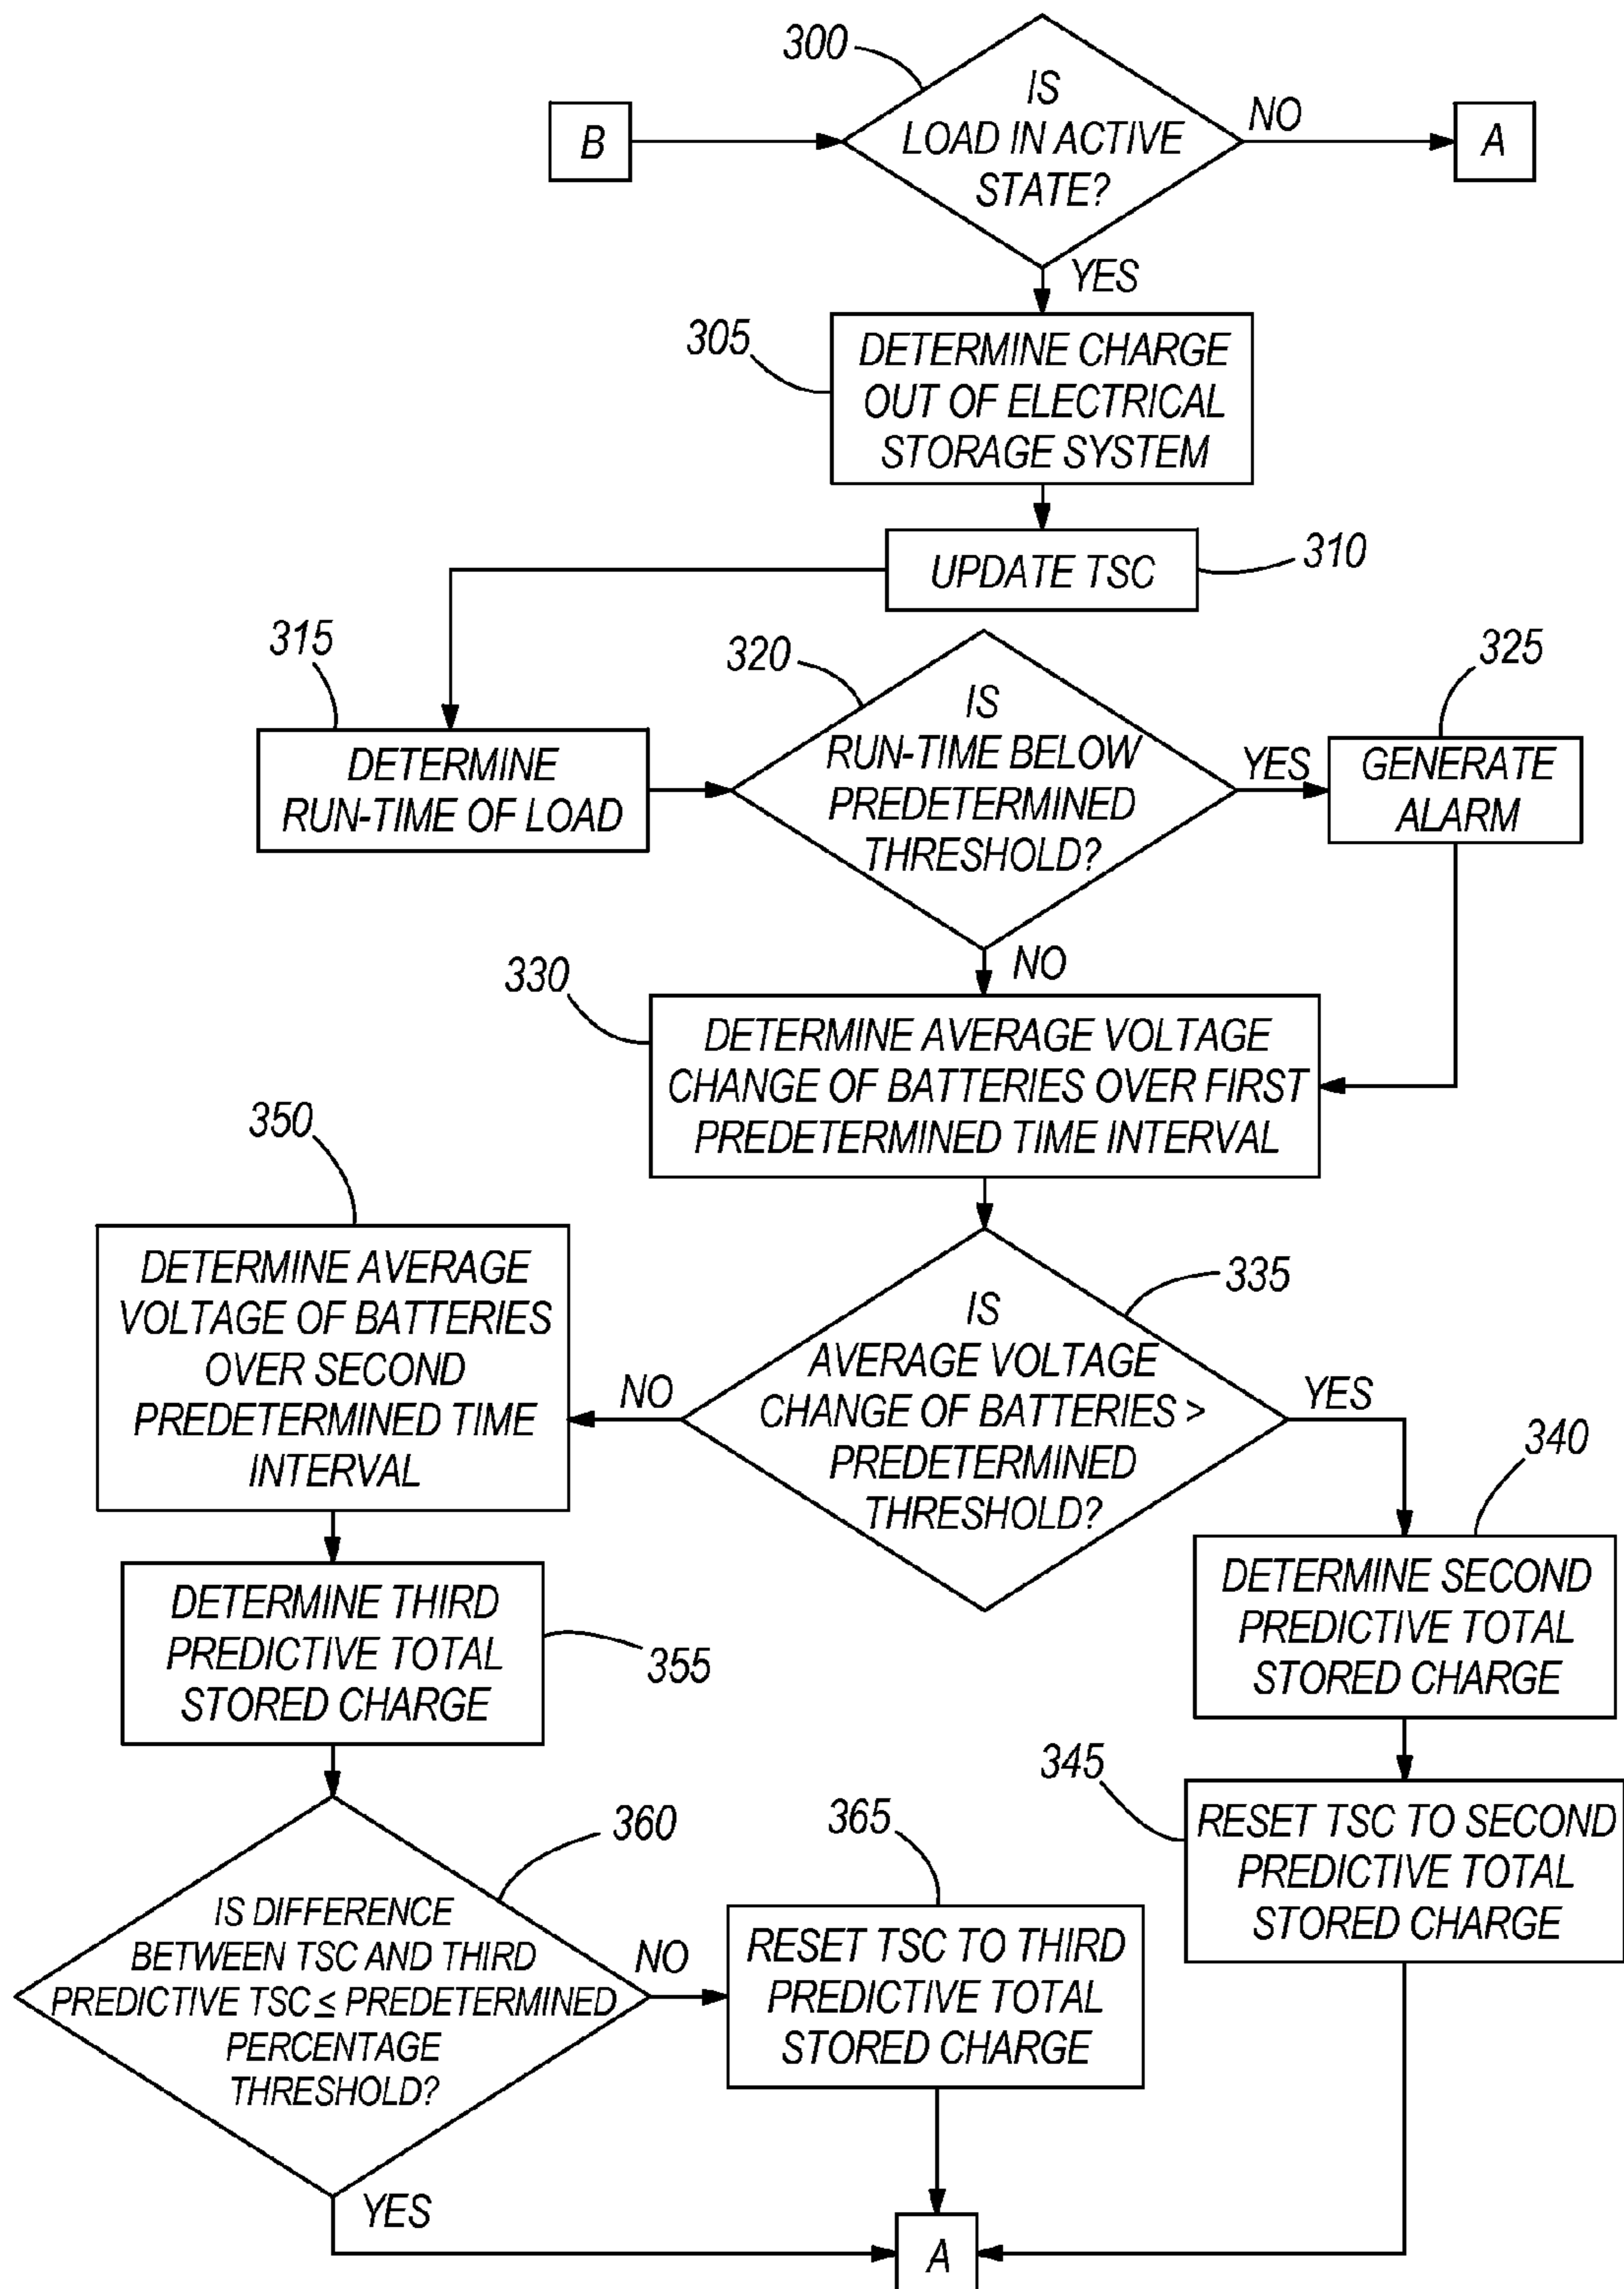 300
IS
LOAD IN ACTIVE
STATE?
B
NO
A
YES
305
DETERMINE CHARGE
OUT OF ELECTRICAL
STORAGE SYSTEM
UPDATE TSC
310
315
DETERMINE
RUN-TIME OF LOAD
320
IS
RUN-TIME BELOW
PREDETERMINED
THRESHOLD?
YES
325
GENERATE
ALARM
NO
330
DETERMINE AVERAGE VOLTAGE
CHANGE OF BATTERIES OVER FIRST
PREDETERMINED TIME INTERVAL
335
IS
AVERAGE VOLTAGE
CHANGE OF BATTERIES >
PREDETERMINED
THRESHOLD?
NO
YES
350
DETERMINE AVERAGE
VOLTAGE OF BATTERIES
OVER SECOND
PREDETERMINED TIME
INTERVAL
340
DETERMINE SECOND
PREDICTIVE TOTAL
STORED CHARGE
DETERMINE THIRD
PREDICTIVE TOTAL
STORED CHARGE
355
345
RESET TSC TO SECOND
PREDICTIVE TOTAL
STORED CHARGE
360
IS DIFFERENCE
BETWEEN TSC AND THIRD
PREDICTIVE TSC ≤ PREDETERMINED
PERCENTAGE
THRESHOLD?
NO
365
RESET TSC TO THIRD
PREDICTIVE TOTAL
STORED CHARGE
YES
A